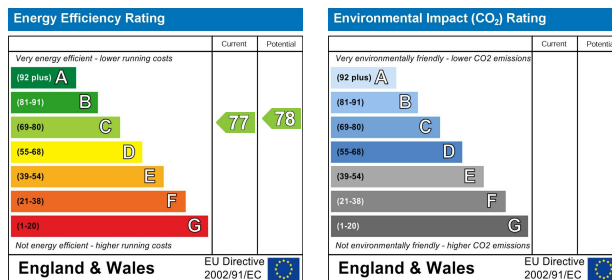 Energy Efficiency Rating
Current Potential
Very energy efficient - lower running costs
(92 plus) A
(81-91) B
(69-80) C
(55-68) D
(39-54) E
(21-38) F
(1-20) G
77 78
Not energy efficient - higher running costs
England & Wales
EU Directive
2002/91/EC
Environmental Impact (CO₂) Rating
Current Potential
Very environmentally friendly - lower CO2 emissions
(92 plus) A
(81-91) B
(69-80) C
(55-68) D
(39-54) E
(21-38) F
(1-20) G
Not environmentally friendly - higher CO2 emissions
England & Wales
EU Directive
2002/91/EC